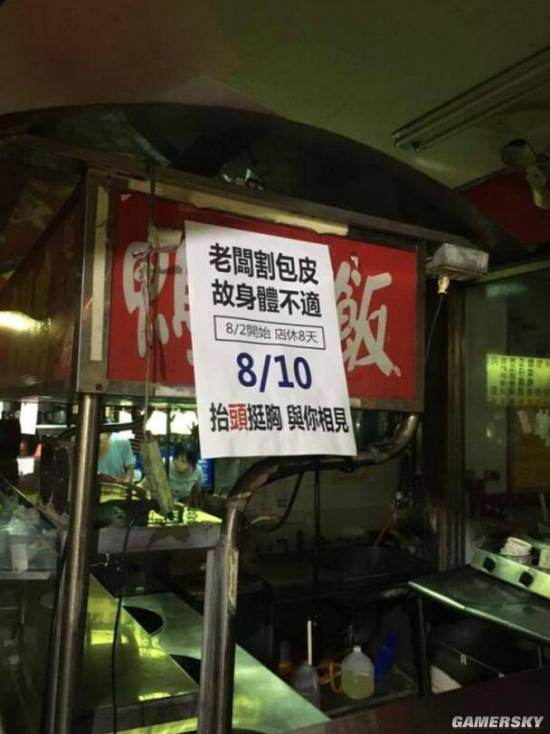 老闆割包皮
故身體不適
8/2開始 店休8天
8/10
抬頭挺胸 與你相見
飯
GAMERSKY